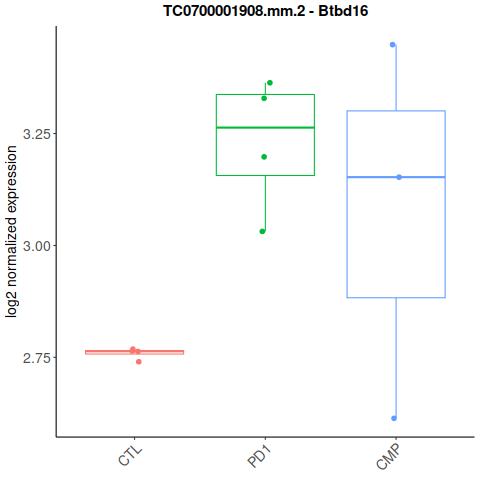 TC0700001908.mm.2 - Btbd16
log2 normalized expression
3.25
3.00
2.75
CTL
PD1
CMP